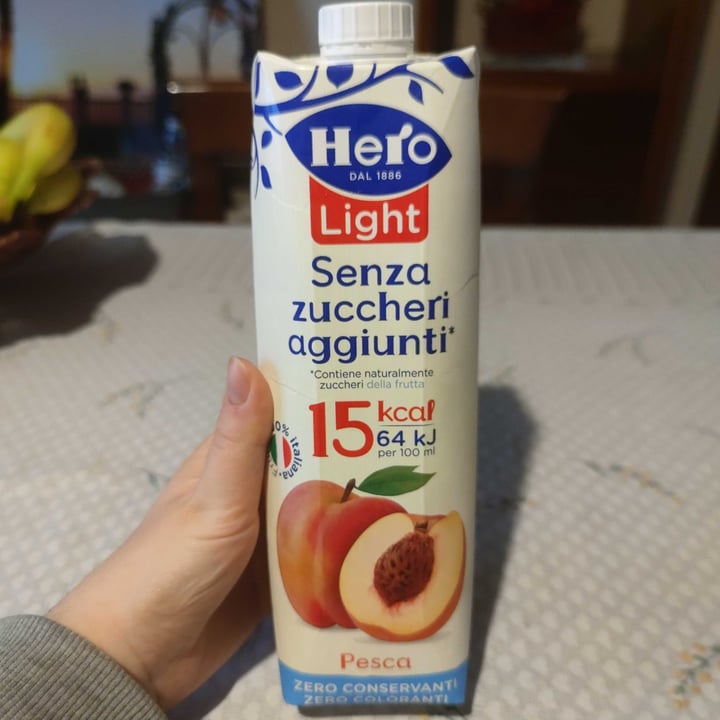 Hero
DAL 1886
Light
Senza
zuccheri
aggiunti*
*Contiene naturalmente
zuccheri della frutta
15 kcal
64 kJ
per 100 ml
italiana
Pesca
ZERO CONSERVANTI
ZERO COLORANTI